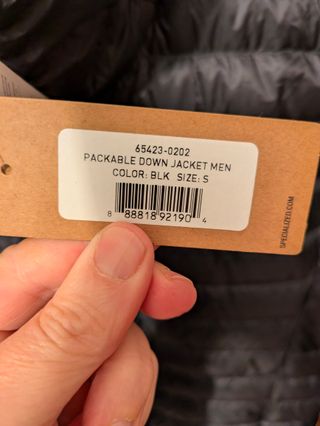 65423-0202
PACKABLE DOWN JACKET MEN
COLOR: BLK SIZE: S
8 88818 92190 4
SPECIALIZED.COM